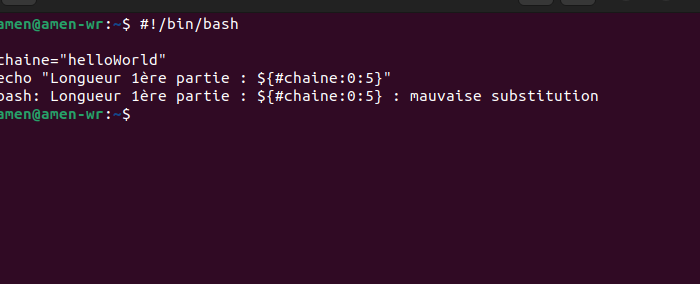 amen@amen-wr:~$ #!/bin/bash
chaine="helloWorld"
echo "Longueur 1ère partie : ${#chaine:0:5}"
bash: Longueur 1ère partie : ${#chaine:0:5} : mauvaise substitution
amen@amen-wr:~$